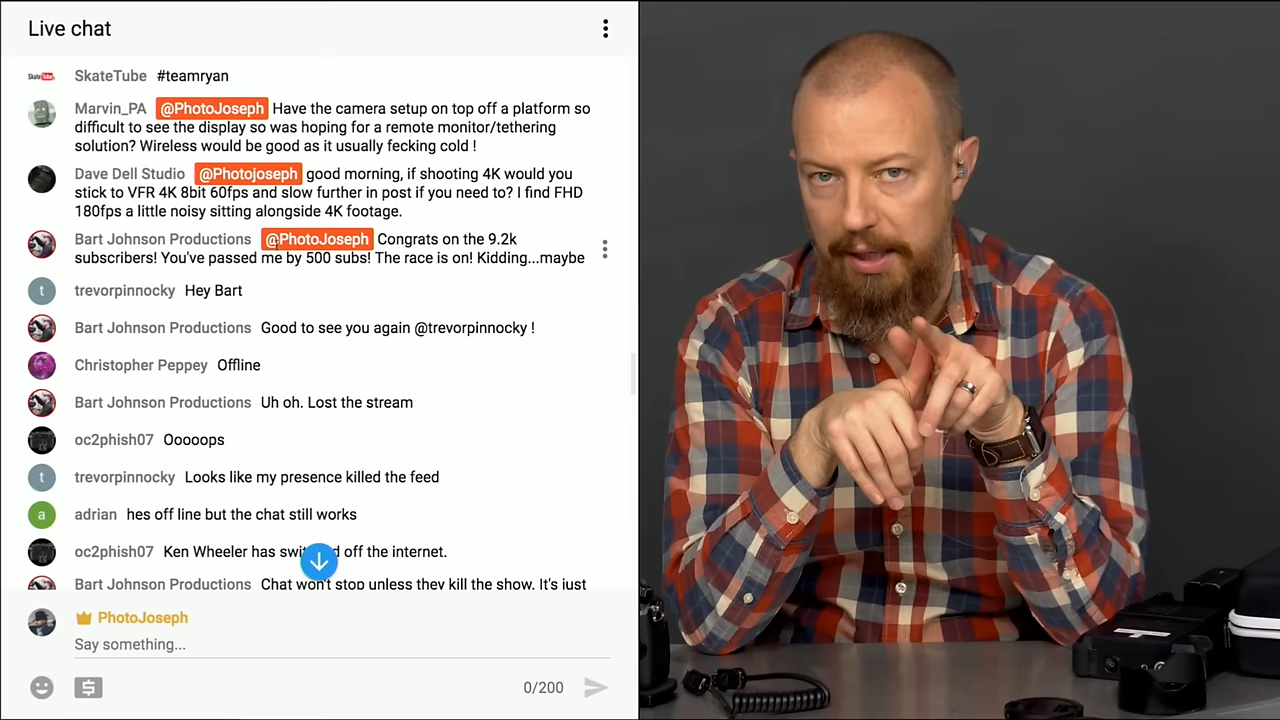 Live chat
SkateTube #teamryan
Marvin_PA @PhotoJoseph Have the camera setup on top off a platform so
difficult to see the display so was hoping for a remote monitor/tethering
solution? Wireless would be good as it usually fecking cold !
Dave Dell Studio @Photojoseph good morning, if shooting 4K would you
stick to VFR 4K 8bit 60fps and slow further in post if you need to? I find FHD
180fps a little noisy sitting alongside 4K footage.
Bart Johnson Productions @PhotoJoseph Congrats on the 9.2k
subscribers! You've passed me by 500 subs! The race is on! Kidding...maybe
t trevorpinnocky Hey Bart
Bart Johnson Productions Good to see you again @trevorpinnocky !
Christopher Peppey Offline
Bart Johnson Productions Uh oh. Lost the stream
oc2phish07 Ooooops
t trevorpinnocky Looks like my presence killed the feed
a adrian hes off line but the chat still works
oc2phish07 Ken Wheeler has off the internet.
Bart Johnson Productions Chat won't stop unless they kill the show. It's just
PhotoJoseph
Say something...
0/200